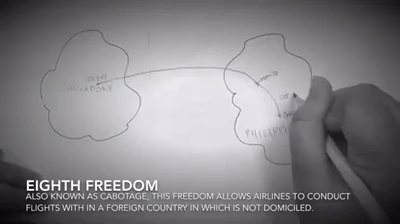 SINGAPORE
EIGHTH FREEDOM
ALSO KNOWN AS CABOTAGE, THIS FREEDOM ALLOWS AIRLINES TO CONDUCT
FLIGHTS WITH IN A FOREIGN COUNTRY IN WHICH IS NOT DOMICILED.